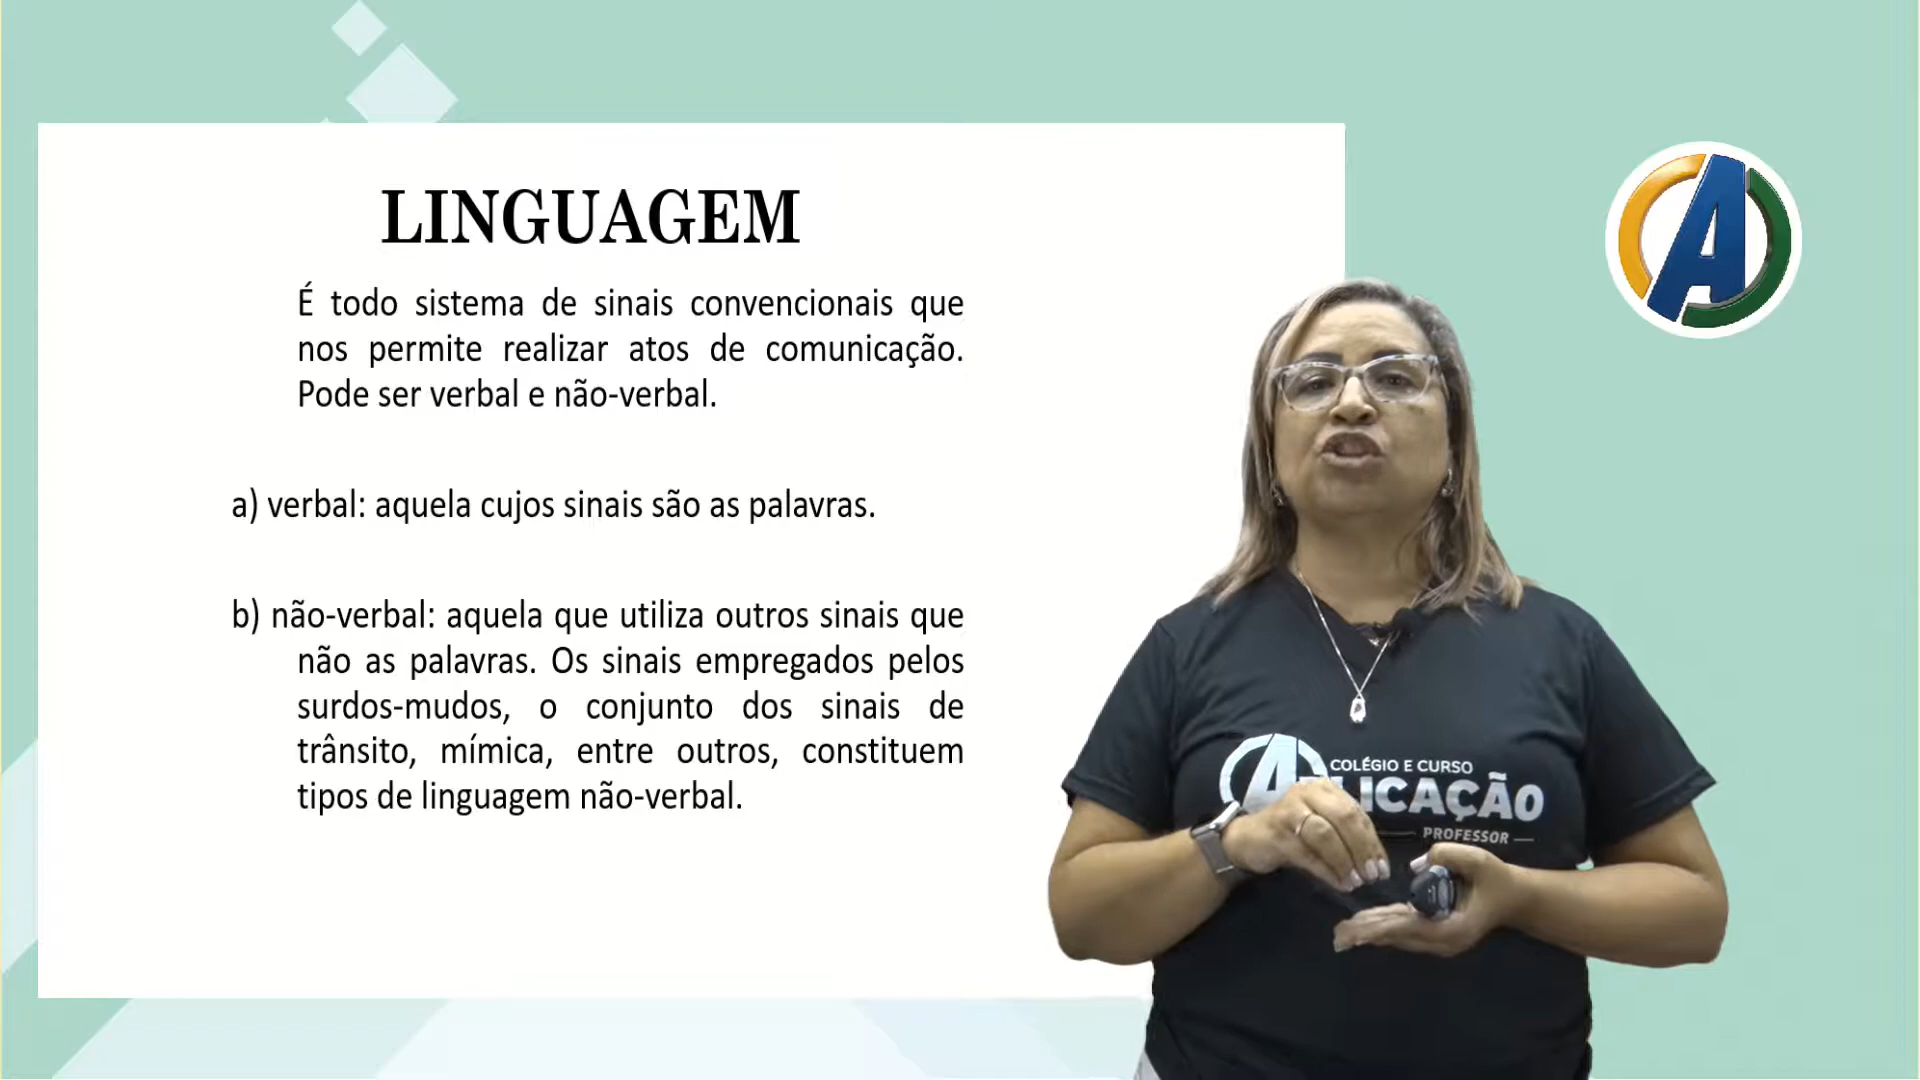 LINGUAGEM
É todo sistema de sinais convencionais que
nos permite realizar atos de comunicação.
Pode ser verbal e não-verbal.
a) verbal: aquela cujos sinais são as palavras.
b) não-verbal: aquela que utiliza outros sinais que
não as palavras. Os sinais empregados pelos
surdos-mudos, o conjunto dos sinais de
trânsito, mímica, entre outros, constituem
tipos de linguagem não-verbal.
A
COLÉGIO E CURSO
LICAÇÃO
PROFESSOR